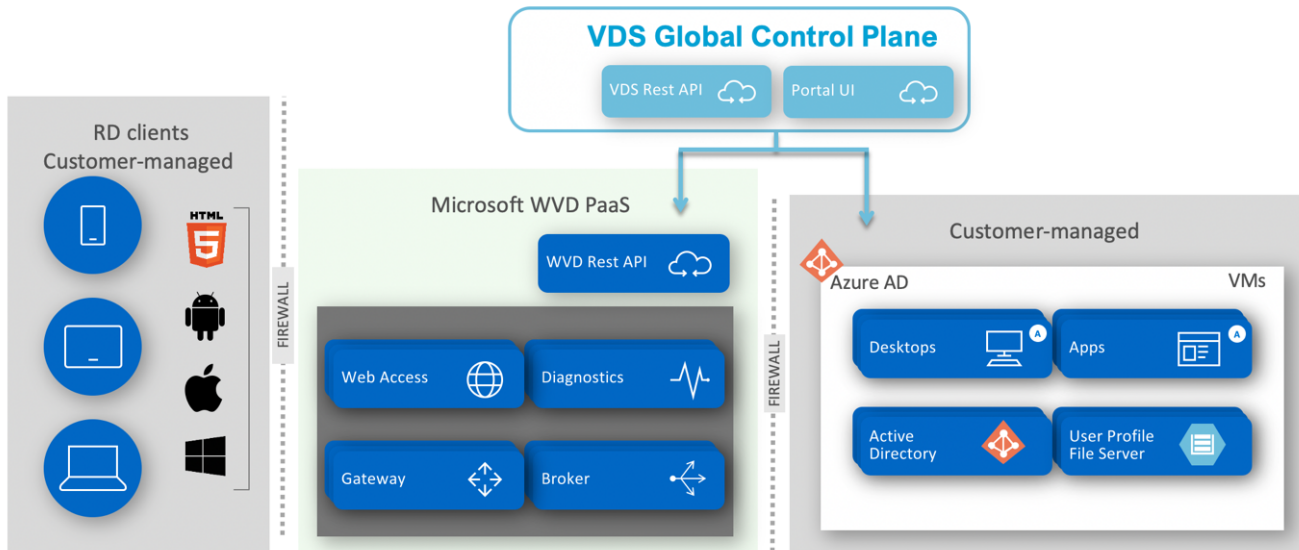 VDS Global Control Plane
VDS Rest API
Portal UI
RD clients
Customer-managed
HTML
5
FIREWALL
Microsoft WVD PaaS
WVD Rest API
Web Access
Diagnostics
Gateway
Broker
FIREWALL
Customer-managed
Azure AD
VMs
Desktops
A
Apps
A
Active
Directory
User Profile
File Server